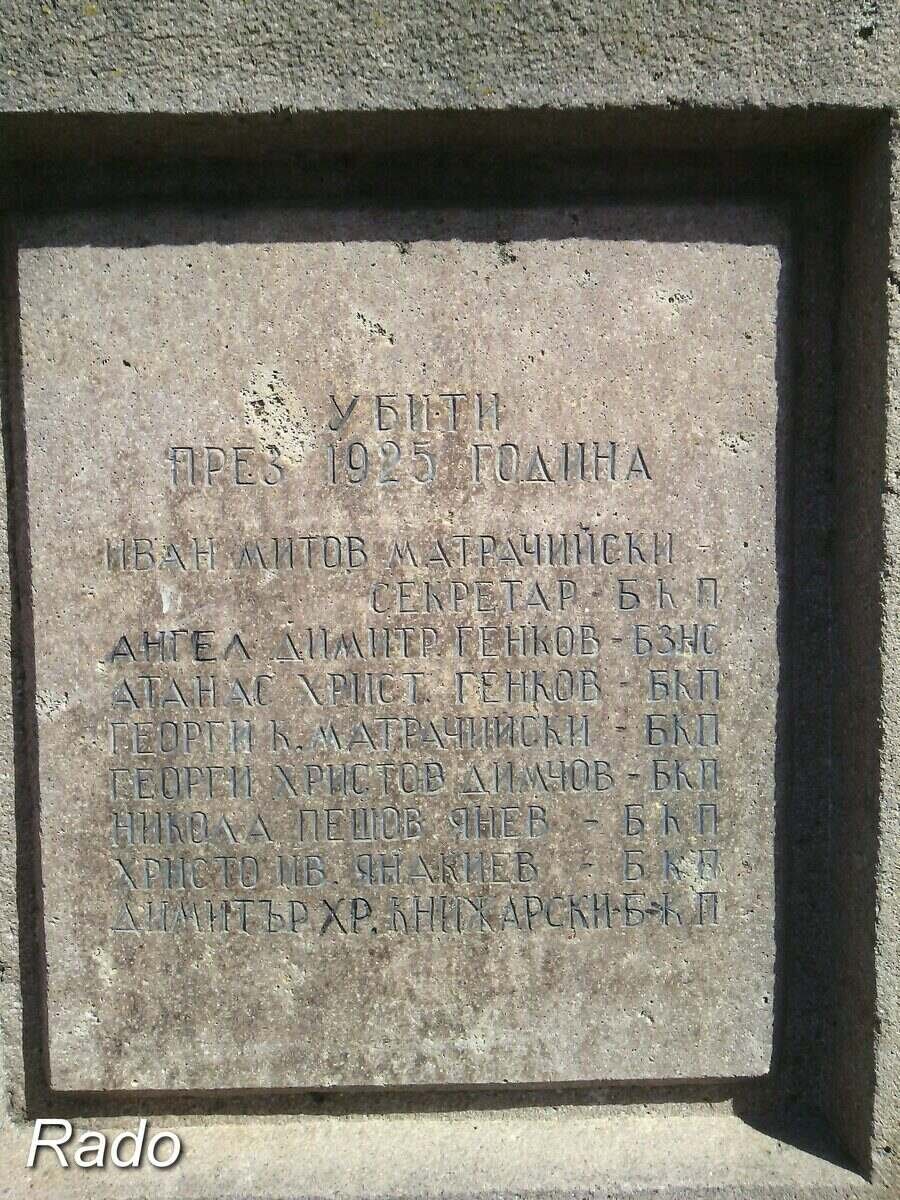 УБИТИ
ПРЕЗ 1925 ГОДИНА
ИВАН МИТОВ МАТРАЧИЙСКИ -
СЕКРЕТАР - БКП
АНГЕЛ ДИМИТР. ГЕНКОВ - БЗНС
АТАНАС ХРИСТ. ГЕНКОВ - БКП
ГЕОРГИ К. МАТРАЧИЙСКИ - БКП
ГЕОРГИ ХРИСТОВ ДИМЧОВ - БКП
НИКОЛА ПЕШОВ ЯНЕВ - БКП
ХРИСТО ИВ. ЯНАКИЕВ - БКП
ДИМИТЪР ХР. КНИЖАРСКИ - БКП
Rado